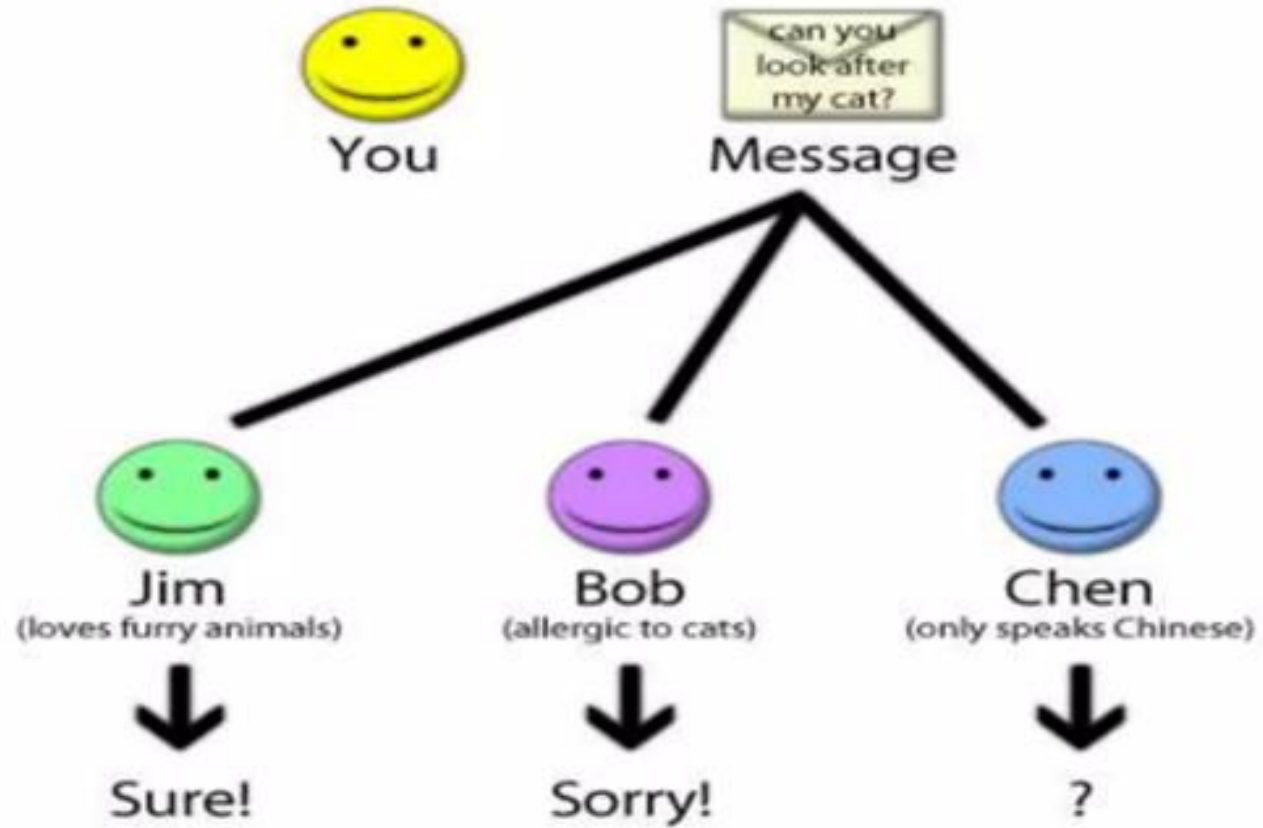 can you
look after
my cat?
You
Message
Jim
(loves furry animals)
Bob
(allergic to cats)
Chen
(only speaks Chinese)
Sure!
Sorry!
?